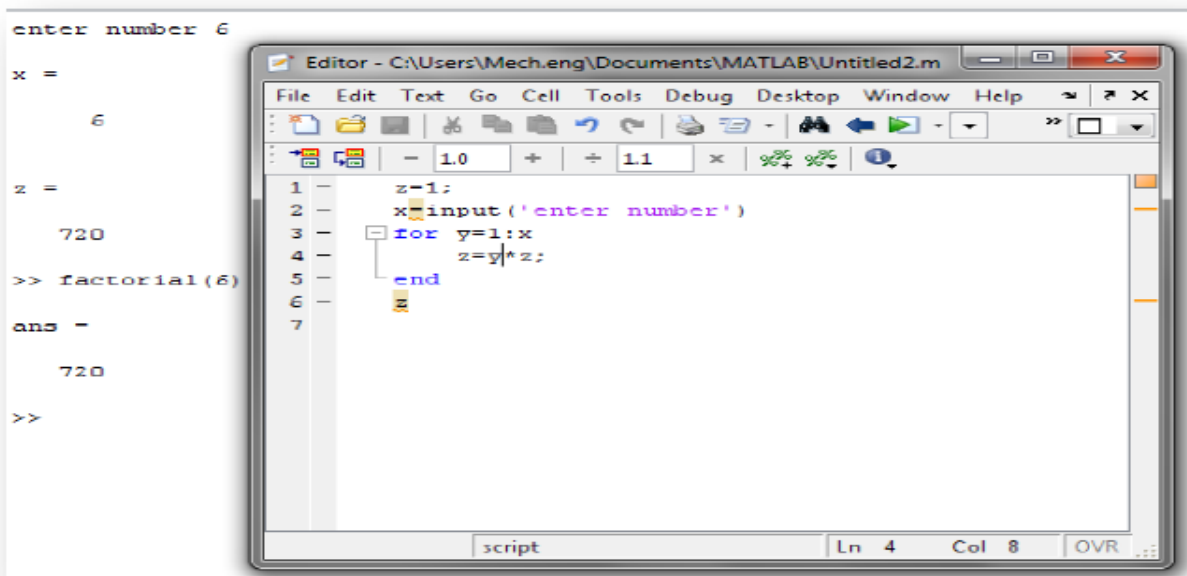 enter number 6
x =
6
z =
720
>> factorial(6)
ans =
720
>>
Editor - C:\Users\Mech.eng\Documents\MATLAB\Untitled2.m
File Edit Text Go Cell Tools Debug Desktop Window Help
- 1.0 + ÷ 1.1 ×
1 - z=1;
2 - x=input('enter number')
3 - for y=1:x
4 - z=y*z;
5 - end
6 - z
7
script Ln 4 Col 8 OVR